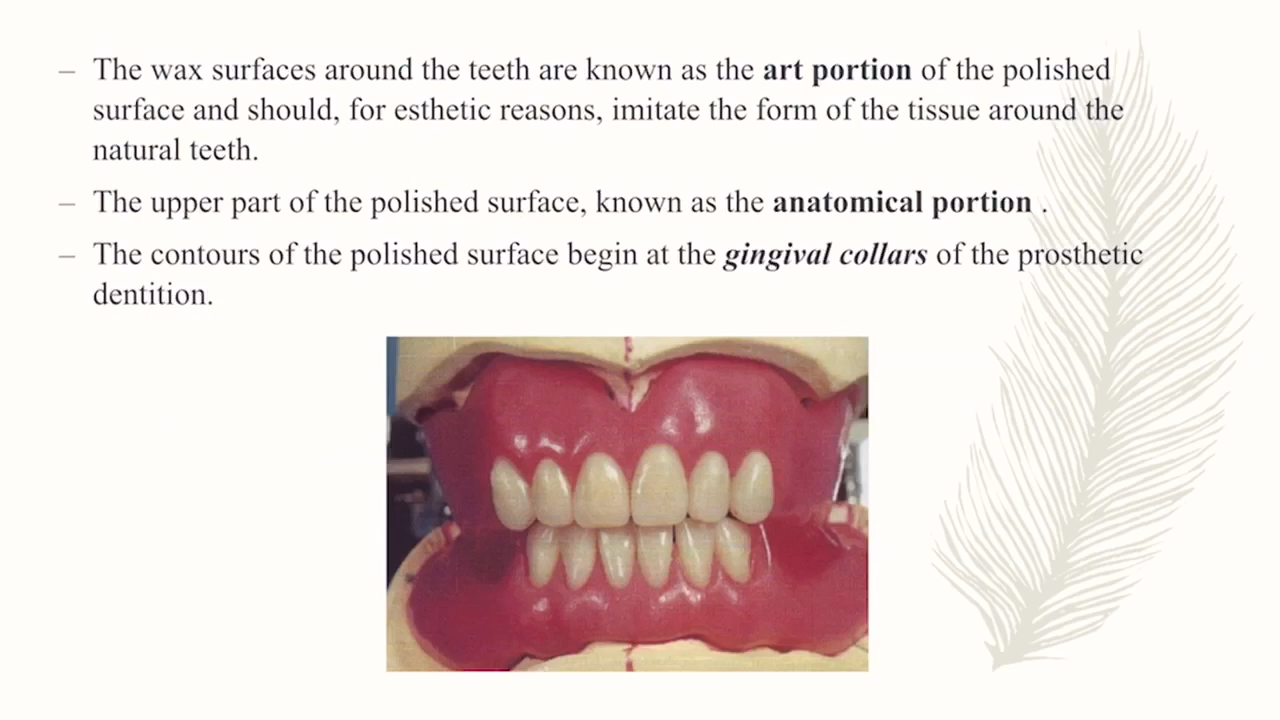 – The wax surfaces around the teeth are known as the art portion of the polished
surface and should, for esthetic reasons, imitate the form of the tissue around the
natural teeth.
– The upper part of the polished surface, known as the anatomical portion .
– The contours of the polished surface begin at the gingival collars of the prosthetic
dentition.